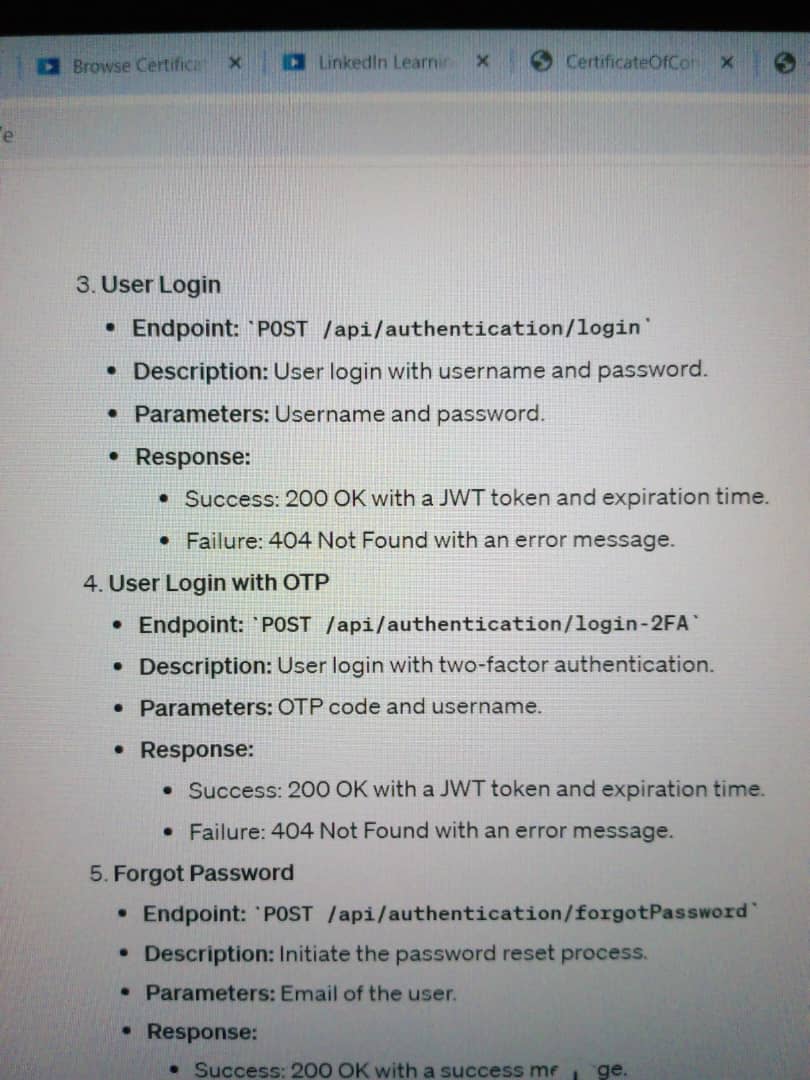 Browse Certificat
LinkedIn Learnin
CertificateOfCon
e
3. User Login
• Endpoint: `POST /api/authentication/login`
• Description: User login with username and password.
• Parameters: Username and password.
• Response:
• Success: 200 OK with a JWT token and expiration time.
• Failure: 404 Not Found with an error message.
4. User Login with OTP
• Endpoint: `POST /api/authentication/login-2FA`
• Description: User login with two-factor authentication.
• Parameters: OTP code and username.
• Response:
• Success: 200 OK with a JWT token and expiration time.
• Failure: 404 Not Found with an error message.
5. Forgot Password
• Endpoint: `POST /api/authentication/forgotPassword`
• Description: Initiate the password reset process.
• Parameters: Email of the user.
• Response:
• Success: 200 OK with a success